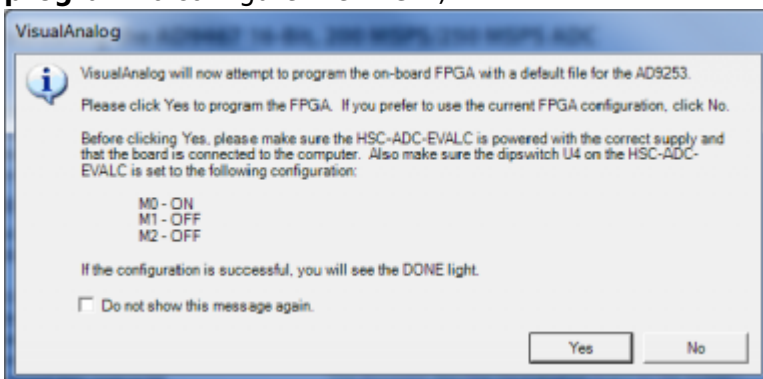 VisualAnalog
VisualAnalog will now attempt to program the on-board FPGA with a default file for the AD9253.
Please click Yes to program the FPGA. If you prefer to use the current FPGA configuration, click No.
Before clicking Yes, please make sure the HSC-ADC-EVALC is powered with the correct supply and
that the board is connected to the computer. Also make sure the dipswitch U4 on the HSC-ADC-
EVALC is set to the following configuration:
M0 - ON
M1 - OFF
M2 - OFF
If the configuration is successful, you will see the DONE light.
Do not show this message again.
Yes No